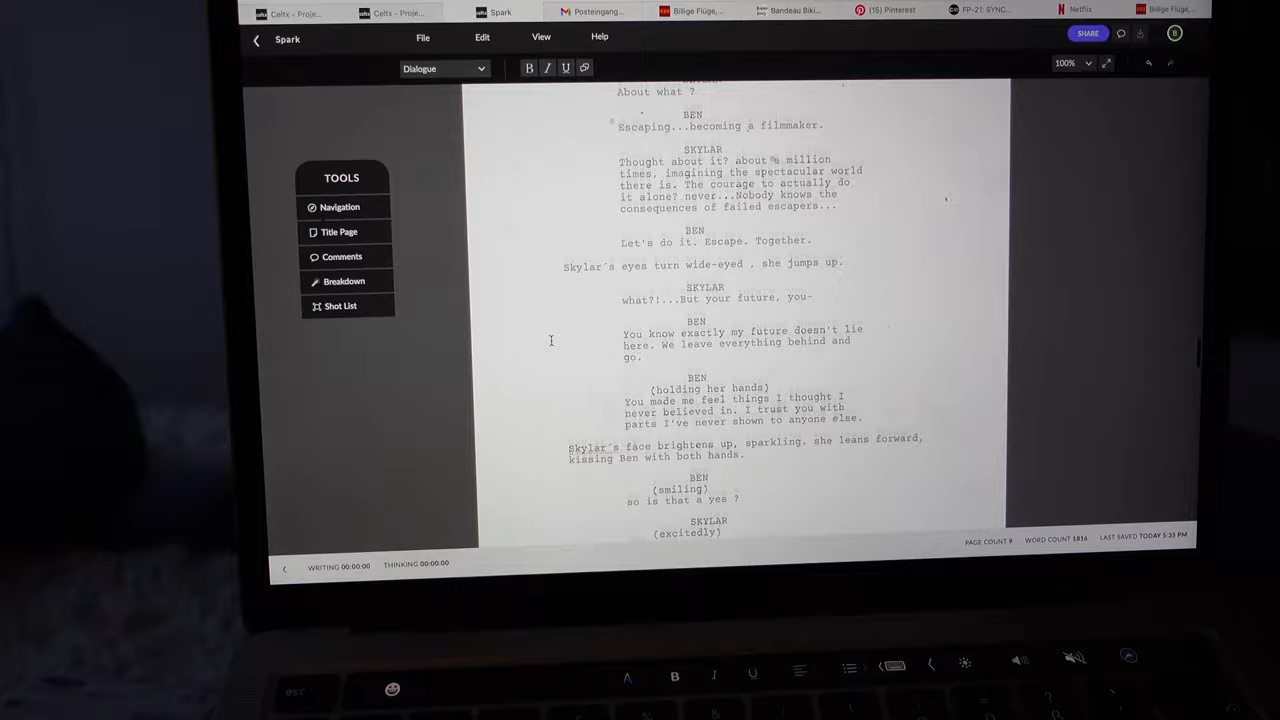 Celtx - Proje...
Celtx - Proje...
Spark
Posteingang...
Billige Flüge,...
Bandeau Biki...
(15) Pinterest
FP-21: SYNC...
Netflix
Billige Flüge,...
Spark
File
Edit
View
Help
SHARE
B
Dialogue
B I U
100%
About what ?
BEN
Escaping...becoming a filmmaker.
SKYLAR
Thought about it? about a million
times, imagining the spectacular world
there is. The courage to actually do
it alone? never...Nobody knows the
consequences of failed escapers...
BEN
Let's do it. Escape. Together.
Skylar´s eyes turn wide-eyed , she jumps up.
SKYLAR
what?!...But your future, you-
BEN
You know exactly my future doesn't lie
here. We leave everything behind and
go.
BEN
(holding her hands)
You made me feel things I thought I
never believed in. I trust you with
parts I've never shown to anyone else.
Skylar´s face brightens up, sparkling. she leans forward,
kissing Ben with both hands.
BEN
(smiling)
so is that a yes ?
SKYLAR
(excitedly)
TOOLS
Navigation
Title Page
Comments
Breakdown
Shot List
WRITING 00:00:00
THINKING 00:00:00
PAGE COUNT 9
WORD COUNT 1816
LAST SAVED TODAY 5:35 PM
esc
A B I U